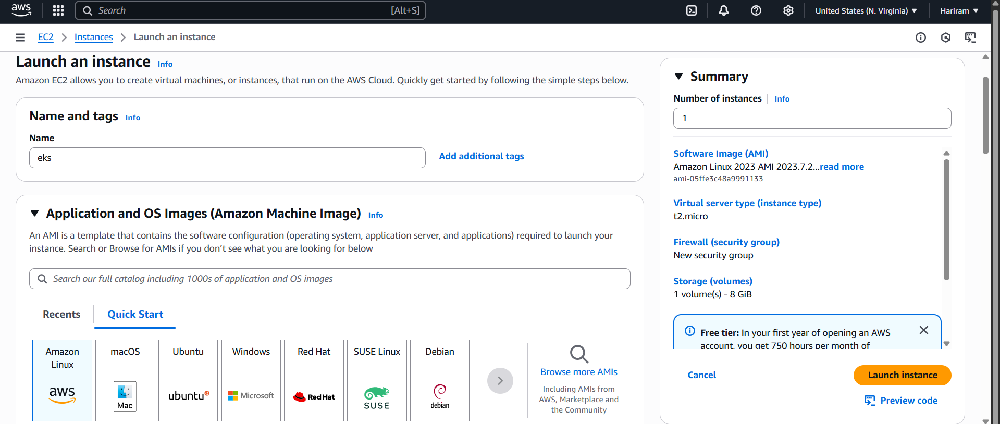 aws
Search [Alt+S]
United States (N. Virginia)
Hariram
EC2
Instances
Launch an instance
Launch an instance Info
Amazon EC2 allows you to create virtual machines, or instances, that run on the AWS Cloud. Quickly get started by following the simple steps below.
Name and tags Info
Name
eks
Add additional tags
Application and OS Images (Amazon Machine Image) Info
An AMI is a template that contains the software configuration (operating system, application server, and applications) required to launch your
instance. Search or Browse for AMIs if you don’t see what you are looking for below
Search our full catalog including 1000s of application and OS images
Recents
Quick Start
Amazon
Linux
aws
macOS
Mac
Ubuntu
ubuntu
Windows
Microsoft
Red Hat
Red Hat
SUSE Linux
SUSE
Debian
debian
Browse more AMIs
Including AMIs from
AWS, Marketplace and
the Community
Summary
Number of instances Info
1
Software Image (AMI)
Amazon Linux 2023 AMI 2023.7.2...read more
ami-05ffe3c48a9991133
Virtual server type (instance type)
t2.micro
Firewall (security group)
New security group
Storage (volumes)
1 volume(s) - 8 GiB
Free tier: In your first year of opening an AWS
account, you get 750 hours per month of
Cancel
Launch instance
Preview code